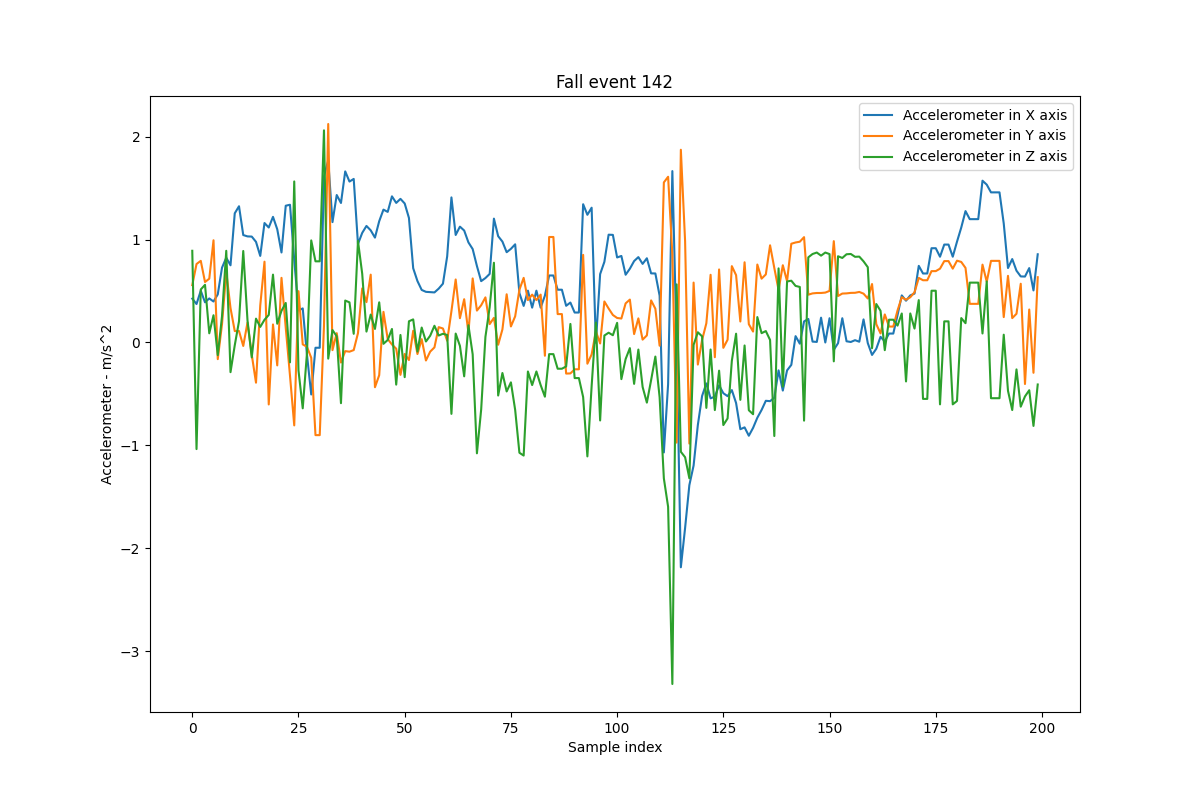 Fall event 142
Accelerometer in X axis
Accelerometer in Y axis
Accelerometer in Z axis
Accelerometer - m/s^2
2
1
0
−1
−2
−3
0 25 50 75 100 125 150 175 200
Sample index